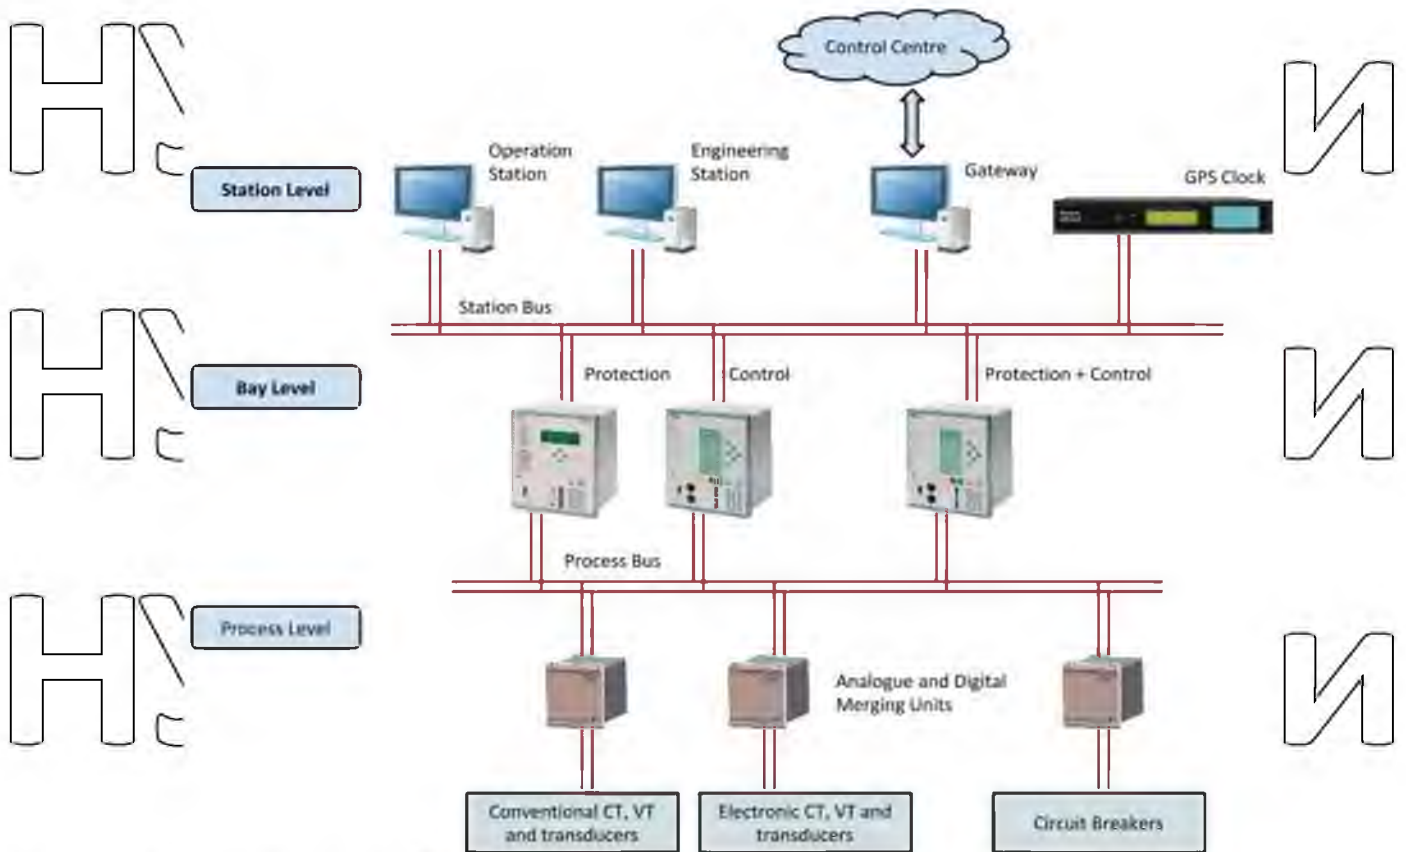 Control Centre
Operation
Station
Engineering
Station
Gateway
GPS Clock
Station Level
Station Bus
Bay Level
Protection
Control
Protection + Control
Process Bus
Process Level
Analogue and Digital
Merging Units
Conventional CT, VT
and transducers
Electronic CT, VT and
transducers
Circuit Breakers